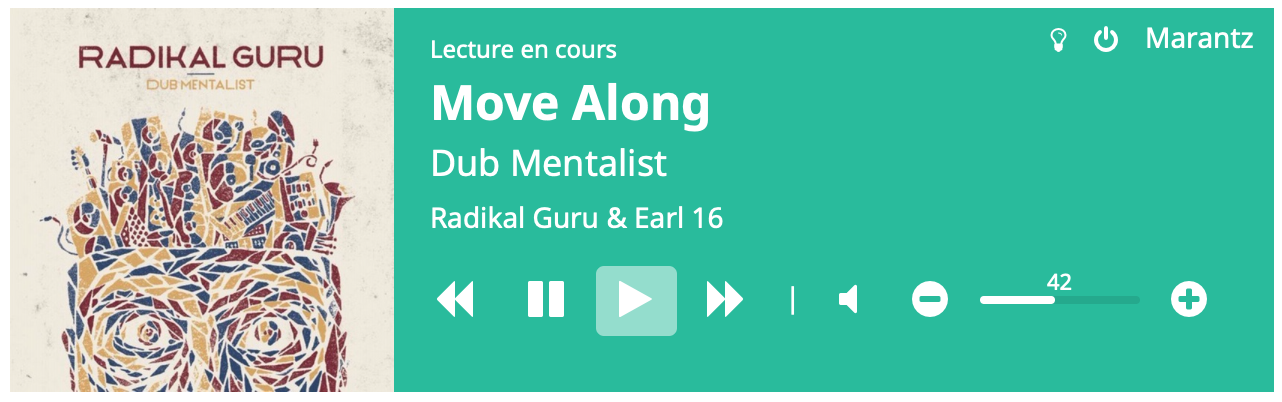 RADIKAL GURU
DUB MENTALIST
Lecture en cours
Marantz
Move Along
Dub Mentalist
Radikal Guru & Earl 16
42